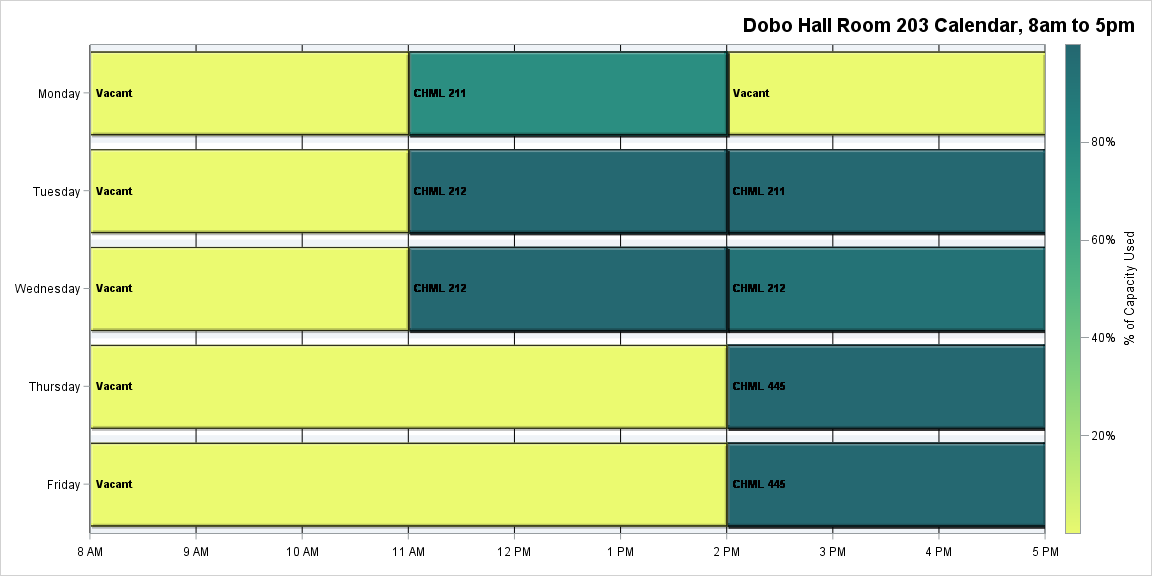 Dobo Hall Room 203 Calendar, 8am to 5pm
Monday
Vacant
CHML 211
Vacant
Tuesday
Vacant
CHML 212
CHML 211
Wednesday
Vacant
CHML 212
CHML 212
Thursday
Vacant
CHML 445
Friday
Vacant
CHML 445
8 AM
9 AM
10 AM
11 AM
12 PM
1 PM
2 PM
3 PM
4 PM
5 PM
80%
60%
40%
20%
% of Capacity Used